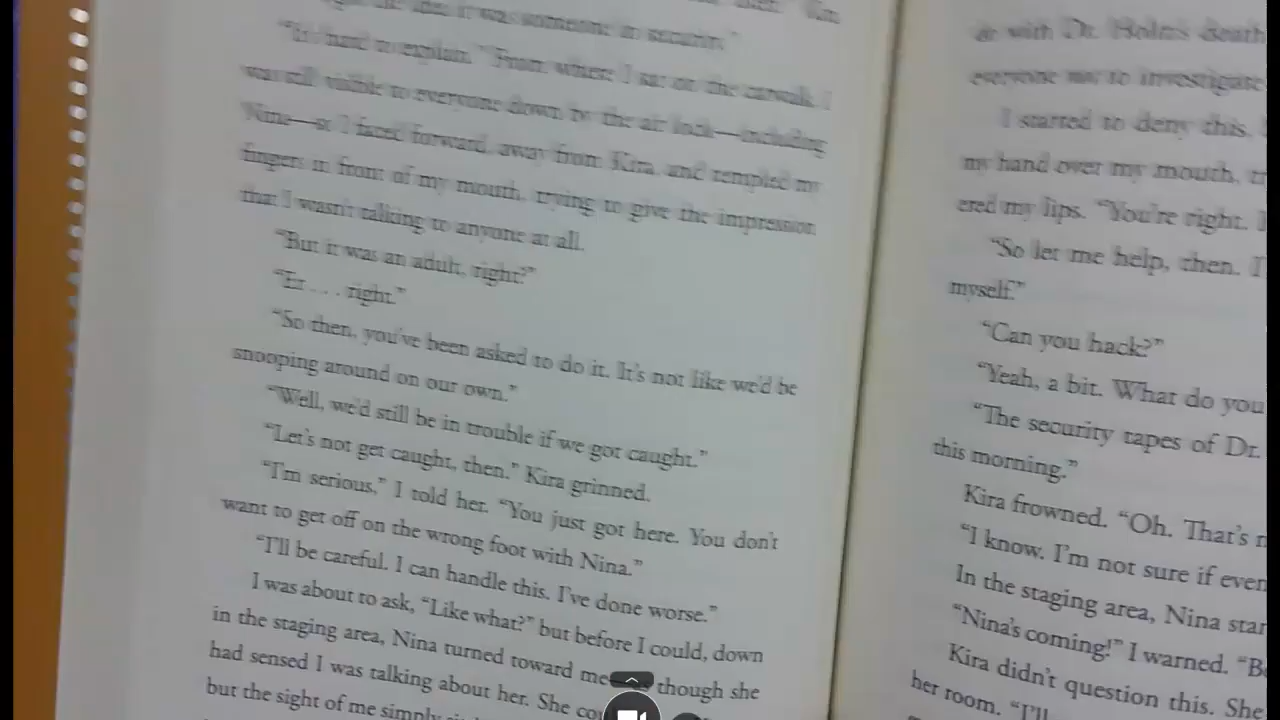 it was someone in security."
"It's hard to explain." From where I sat on the catwalk, I
was still visible to everyone down by the air lock—including
Nina—so I faced forward, away from Kira, and templed my
fingers in front of my mouth, trying to give the impression
that I wasn't talking to anyone at all.
"But it was an adult, right?"
"Er . . . right."
"So then, you've been asked to do it. It's not like we'd be
snooping around on our own."
"Well, we'd still be in trouble if we got caught."
"Let's not get caught, then." Kira grinned.
"I'm serious," I told her. "You just got here. You don't
want to get off on the wrong foot with Nina."
"I'll be careful. I can handle this. I've done worse."
I was about to ask, "Like what?" but before I could, down
in the staging area, Nina turned toward me— though she
had sensed I was talking about her. She
but the sight of me simply
with Dr. Holtz's death
everyone not to investigate
I started to deny this.
my hand over my mouth,
ered my lips. "You're right.
"So let me help, then.
myself."
"Can you hack?"
"Yeah, a bit. What do you
"The security tapes of Dr.
this morning."
Kira frowned. "Oh. That's
"I know. I'm not sure if
In the staging area, Nina
"Nina's coming!" I warned.
Kira didn't question this. She
her room. "I'll